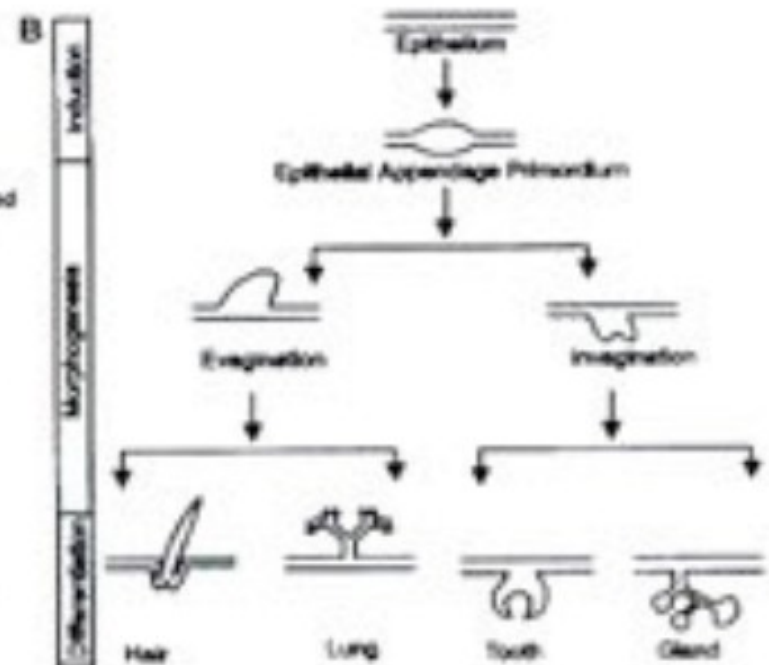 B
Induction
Epithelium
Epithelial Appendage Primordium
Morphogenesis
Evagination
Invagination
Differentiation
Hair
Lung
Tooth
Gland